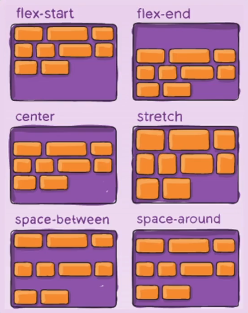 flex-start
flex-end
center
stretch
space-between
space-around